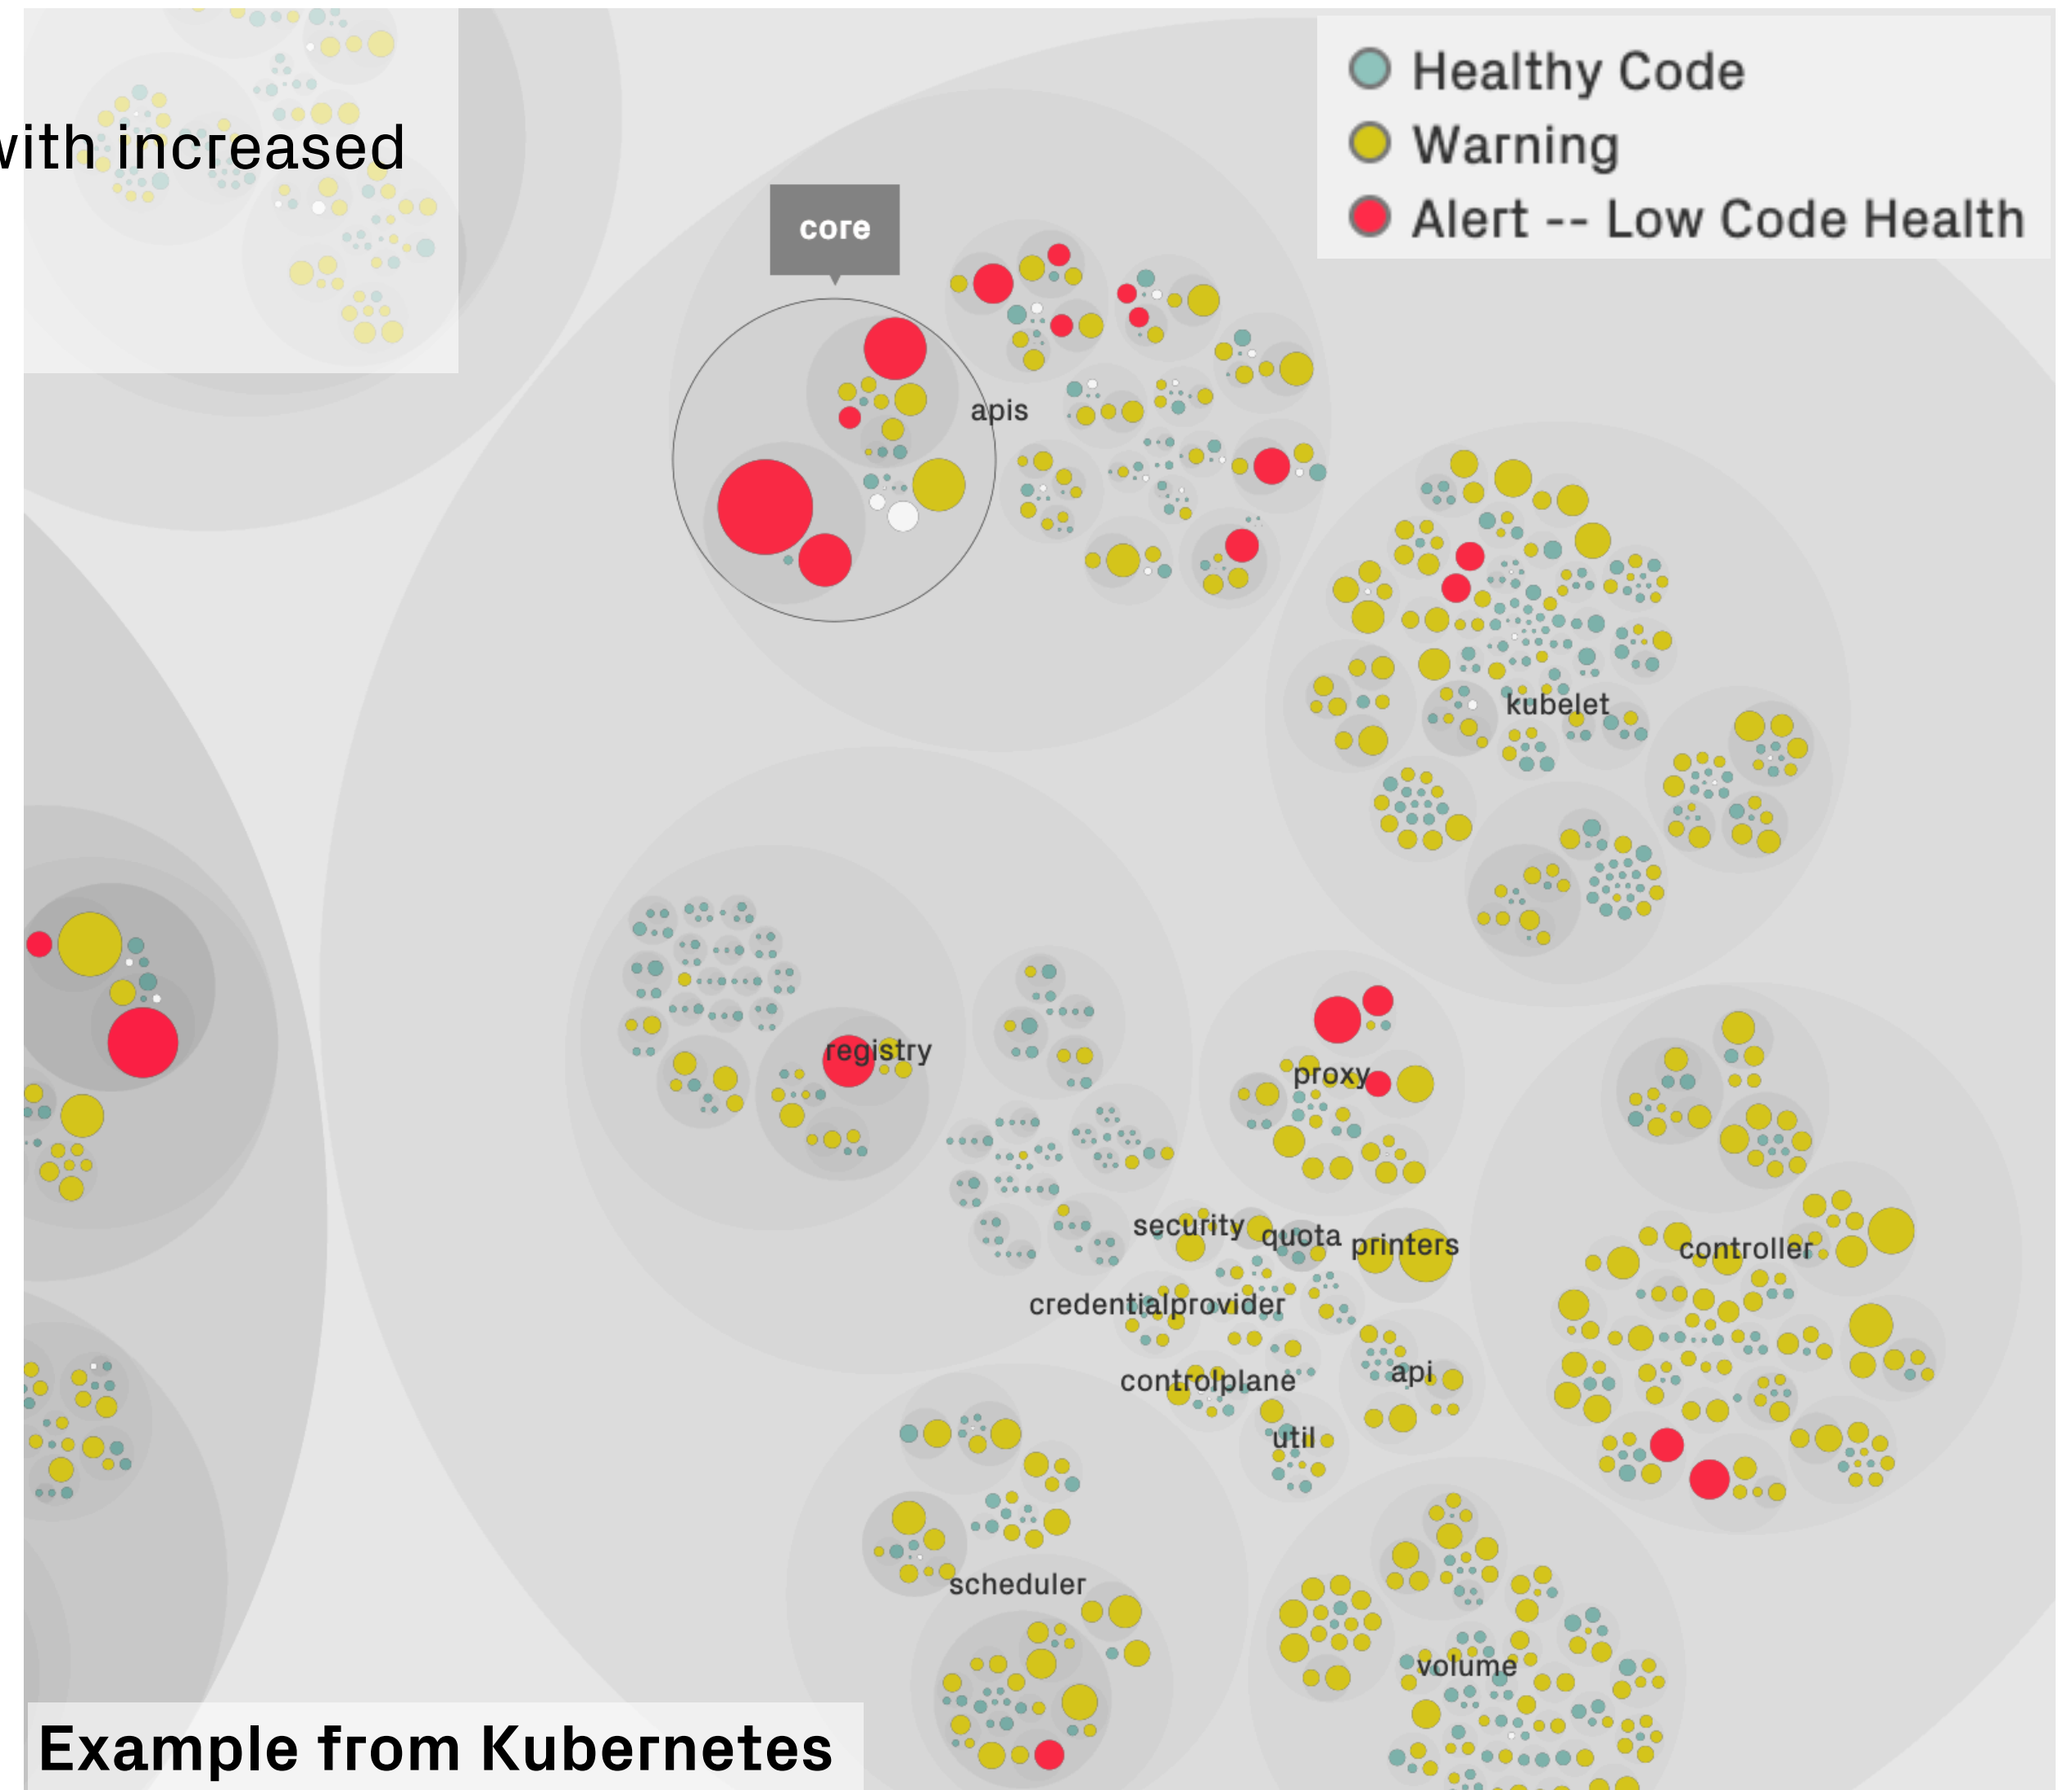 Healthy Code
Warning
Alert -- Low Code Health
with increased
core
apis
kubelet
registry
proxy
security
quota
printers
controller
credentialprovider
controlplane
api
util
scheduler
volume
Example from Kubernetes